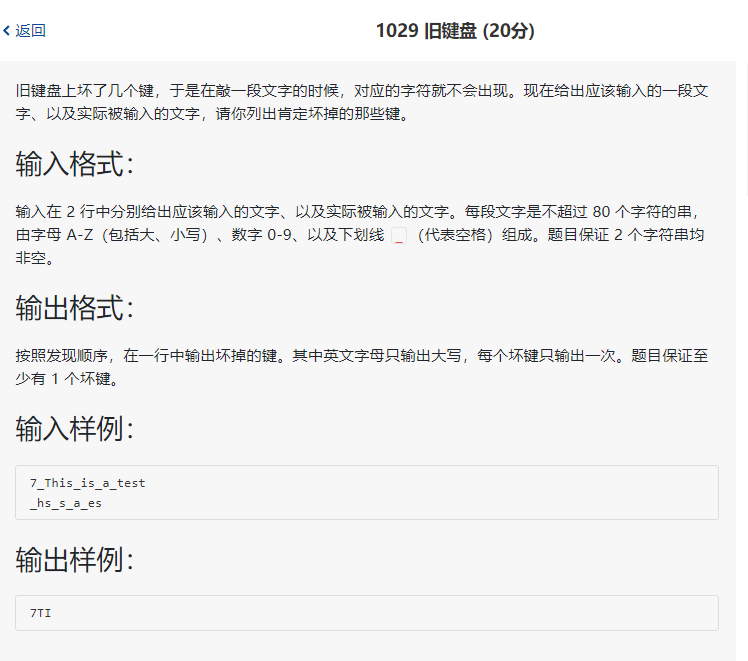 返回
1029 旧键盘 (20分)
旧键盘上坏了几个键，于是在敲一段文字的时候，对应的字符就不会出现。现在给出应该输入的一段文
字、以及实际被输入的文字，请你列出肯定坏掉的那些键。
输入格式：
输入在 2 行中分别给出应该输入的文字、以及实际被输入的文字。每段文字是不超过 80 个字符的串，
由字母 A-Z（包括大、小写）、数字 0-9、以及下划线 _ （代表空格）组成。题目保证 2 个字符串均
非空。
输出格式：
按照发现顺序，在一行中输出坏掉的键。其中英文字母只输出大写，每个坏键只输出一次。题目保证至
少有 1 个坏键。
输入样例：
7_This_is_a_test
_hs_s_a_es
输出样例：
7TI